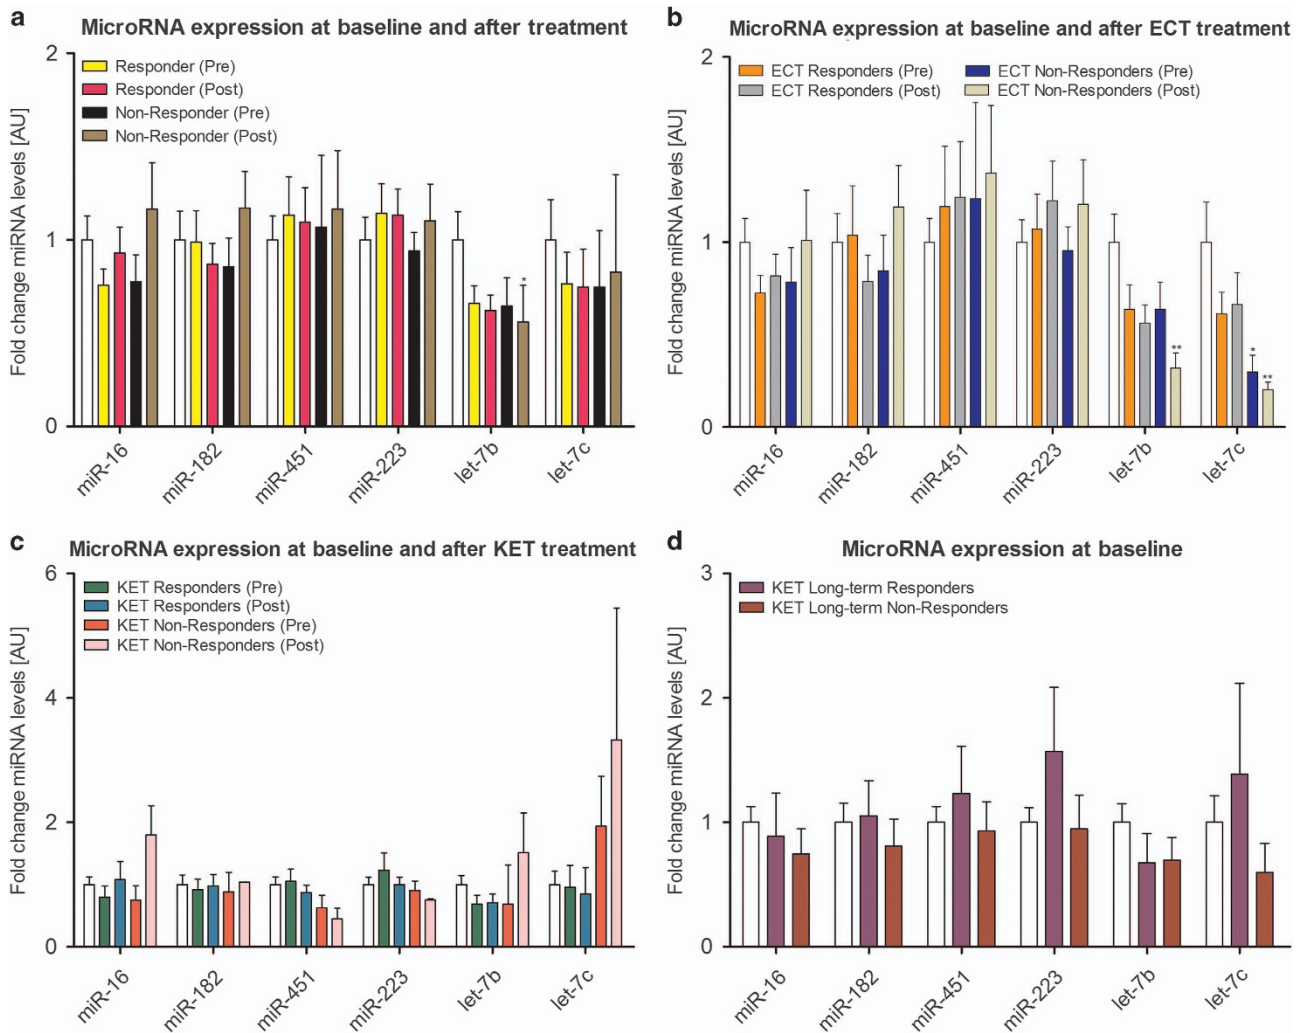 a
MicroRNA expression at baseline and after treatment
Fold change miRNA levels [AU]
2
1
0
Responder (Pre)
Responder (Post)
Non-Responder (Pre)
Non-Responder (Post)
*
miR-16
miR-182
miR-451
miR-223
let-7b
let-7c
b
MicroRNA expression at baseline and after ECT treatment
Fold change miRNA levels [AU]
2
1
0
ECT Responders (Pre)
ECT Responders (Post)
ECT Non-Responders (Pre)
ECT Non-Responders (Post)
**
*
**
miR-16
miR-182
miR-451
miR-223
let-7b
let-7c
c
MicroRNA expression at baseline and after KET treatment
Fold change miRNA levels [AU]
6
4
2
0
KET Responders (Pre)
KET Responders (Post)
KET Non-Responders (Pre)
KET Non-Responders (Post)
miR-16
miR-182
miR-451
miR-223
let-7b
let-7c
d
MicroRNA expression at baseline
Fold change miRNA levels [AU]
3
2
1
0
KET Long-term Responders
KET Long-term Non-Responders
miR-16
miR-182
miR-451
miR-223
let-7b
let-7c